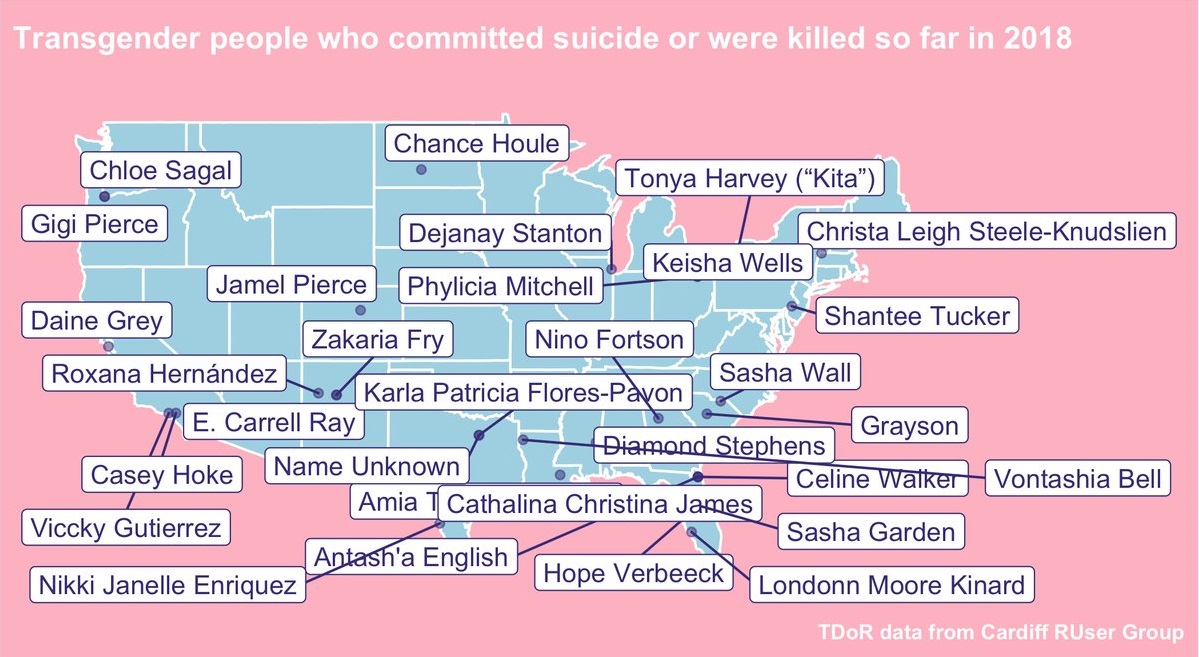 Transgender people who committed suicide or were killed so far in 2018
Chance Houle
Chloe Sagal
Tonya Harvey (“Kita”)
Gigi Pierce
Dejanay Stanton
Christa Leigh Steele-Knudslien
Keisha Wells
Jamel Pierce
Phylicia Mitchell
Daine Grey
Shantee Tucker
Zakaria Fry
Nino Fortson
Roxana Hernández
Sasha Wall
Karla Patricia Flores-Pavon
E. Carrell Ray
Grayson
Diamond Stephens
Name Unknown
Casey Hoke
Celine Walker
Vontashia Bell
Amia T
Cathalina Christina James
Viccky Gutierrez
Sasha Garden
Antash'a English
Hope Verbeeck
Nikki Janelle Enriquez
Londonn Moore Kinard
TDoR data from Cardiff RUser Group